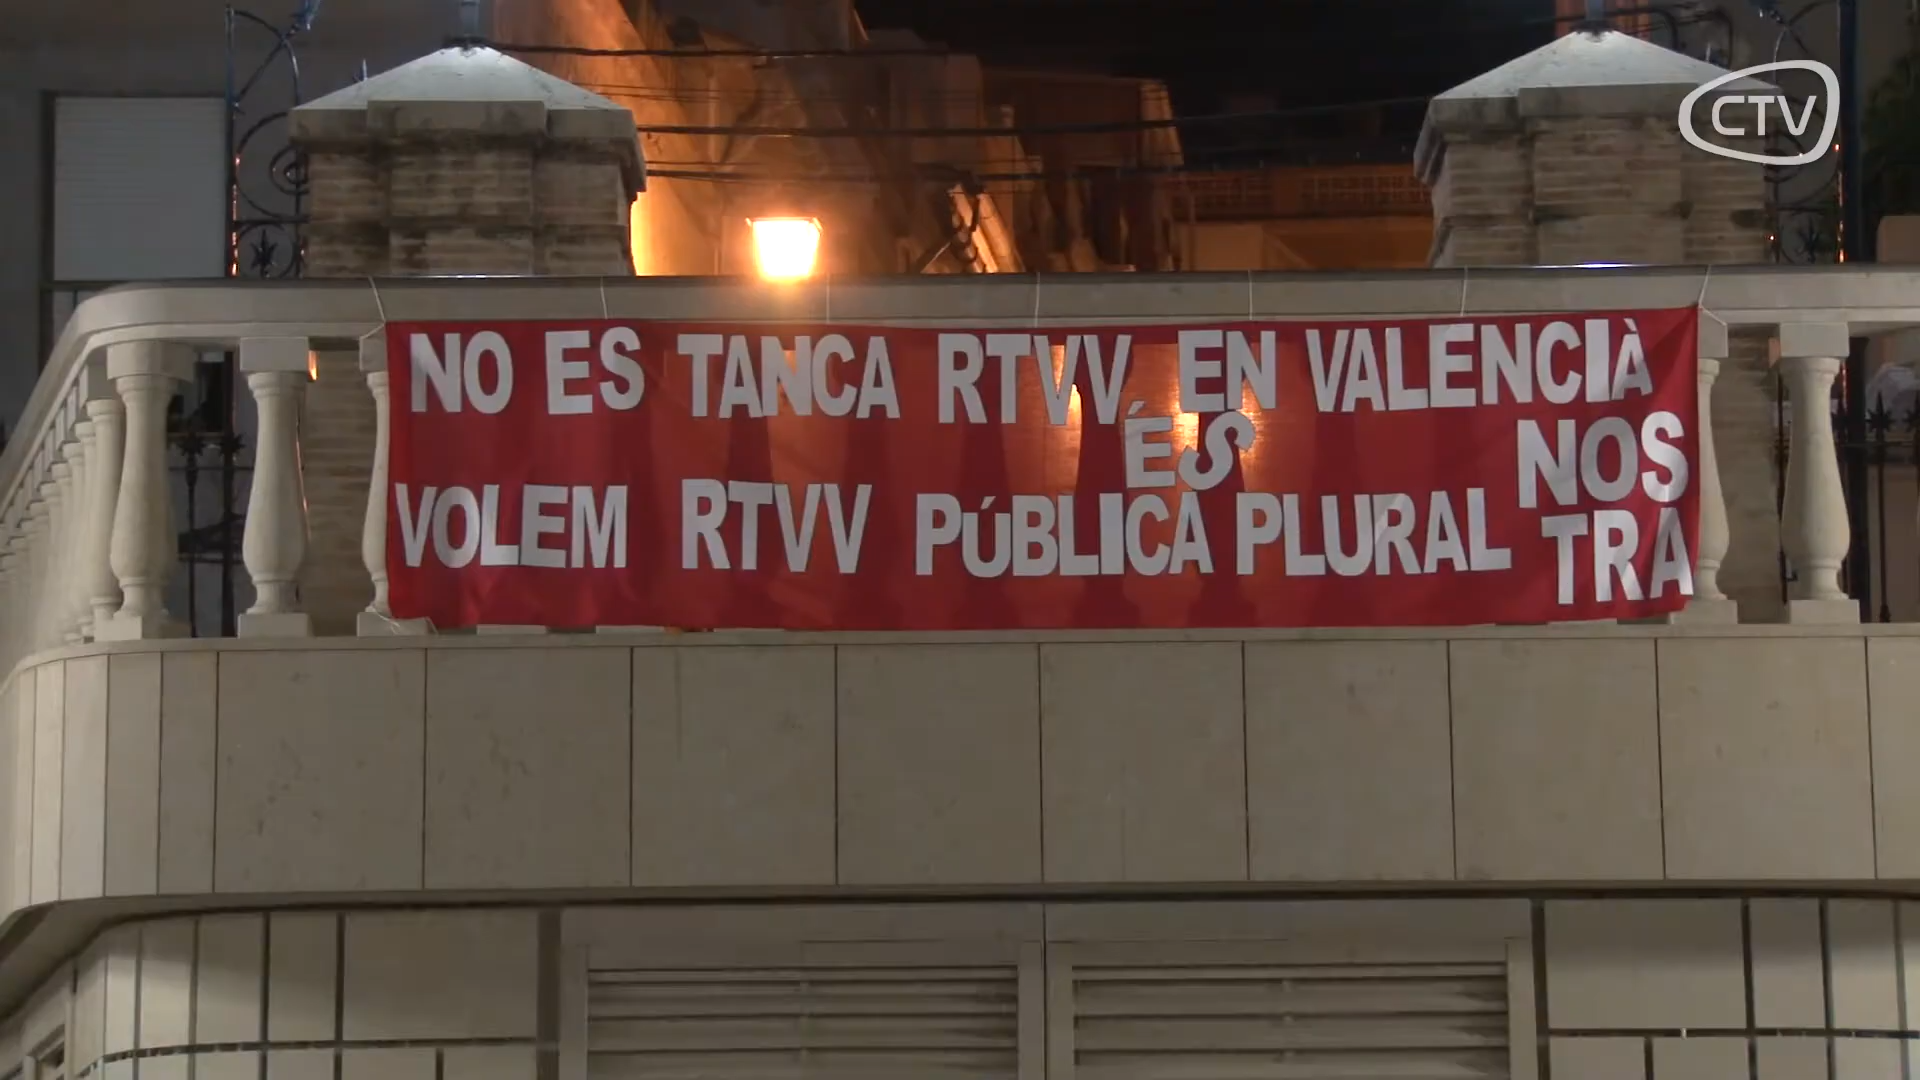 CTV
NO ES TANCA RTVV EN VALENCIÀ
ÉS
VOLEM RTVV PÚBLICA PLURAL
NOS
TRA